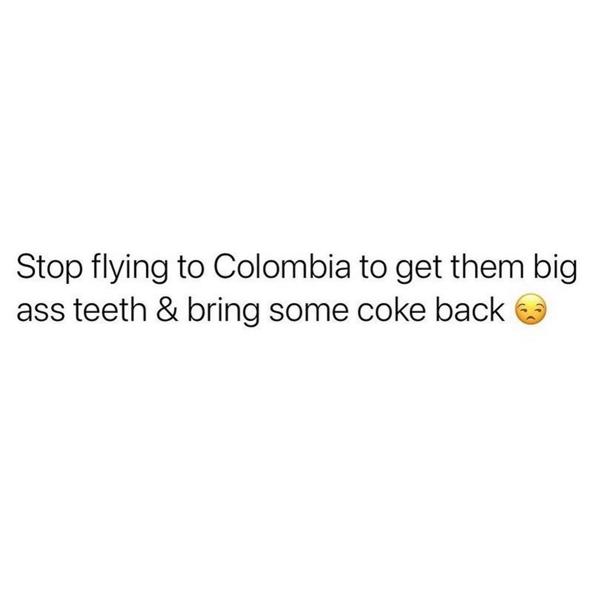 Stop flying to Colombia to get them big
ass teeth & bring some coke back 😒